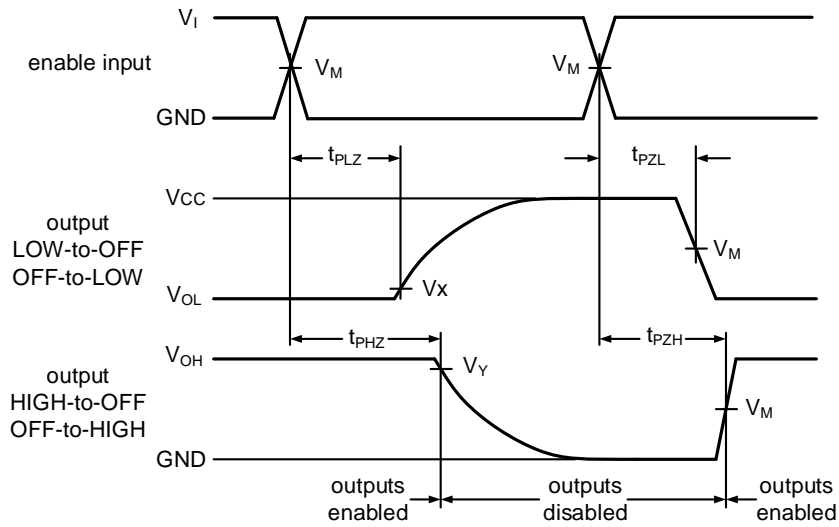 V_I
enable input
V_M
V_M
GND
t_PLZ
t_PZL
V_CC
output
LOW-to-OFF
OFF-to-LOW
V_M
V_OL
V_X
t_PHZ
t_PZH
V_OH
output
HIGH-to-OFF
OFF-to-HIGH
V_Y
V_M
GND
outputs
enabled
outputs
disabled
outputs
enabled